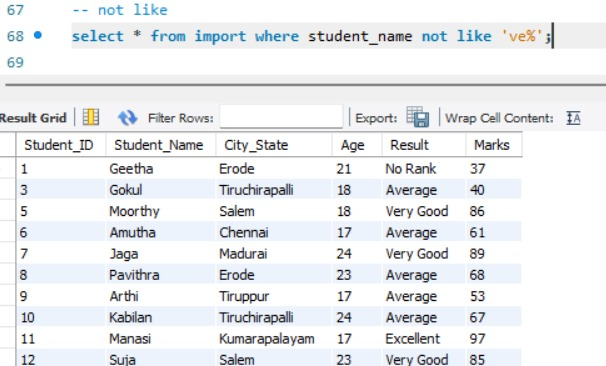 67 -- not like
68 select * from import where student_name not like 've%';
69
Result Grid Filter Rows: Export: Wrap Cell Content:
Student_ID Student_Name City_State Age Result Marks
1 Geetha Erode 21 No Rank 37
3 Gokul Tiruchirapalli 18 Average 40
5 Moorthy Salem 18 Very Good 86
6 Amutha Chennai 17 Average 61
7 Jaga Madurai 24 Very Good 89
8 Pavithra Erode 23 Average 68
9 Arthi Tiruppur 17 Average 53
10 Kabilan Tiruchirapalli 24 Average 67
11 Manasi Kumarapalayam 17 Excellent 97
12 Suja Salem 23 Very Good 85